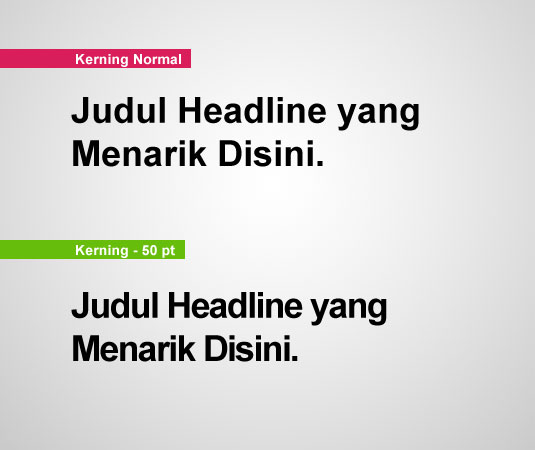 Kerning Normal
Judul Headline yang
Menarik Disini.
Kerning - 50 pt
Judul Headline yang
Menarik Disini.